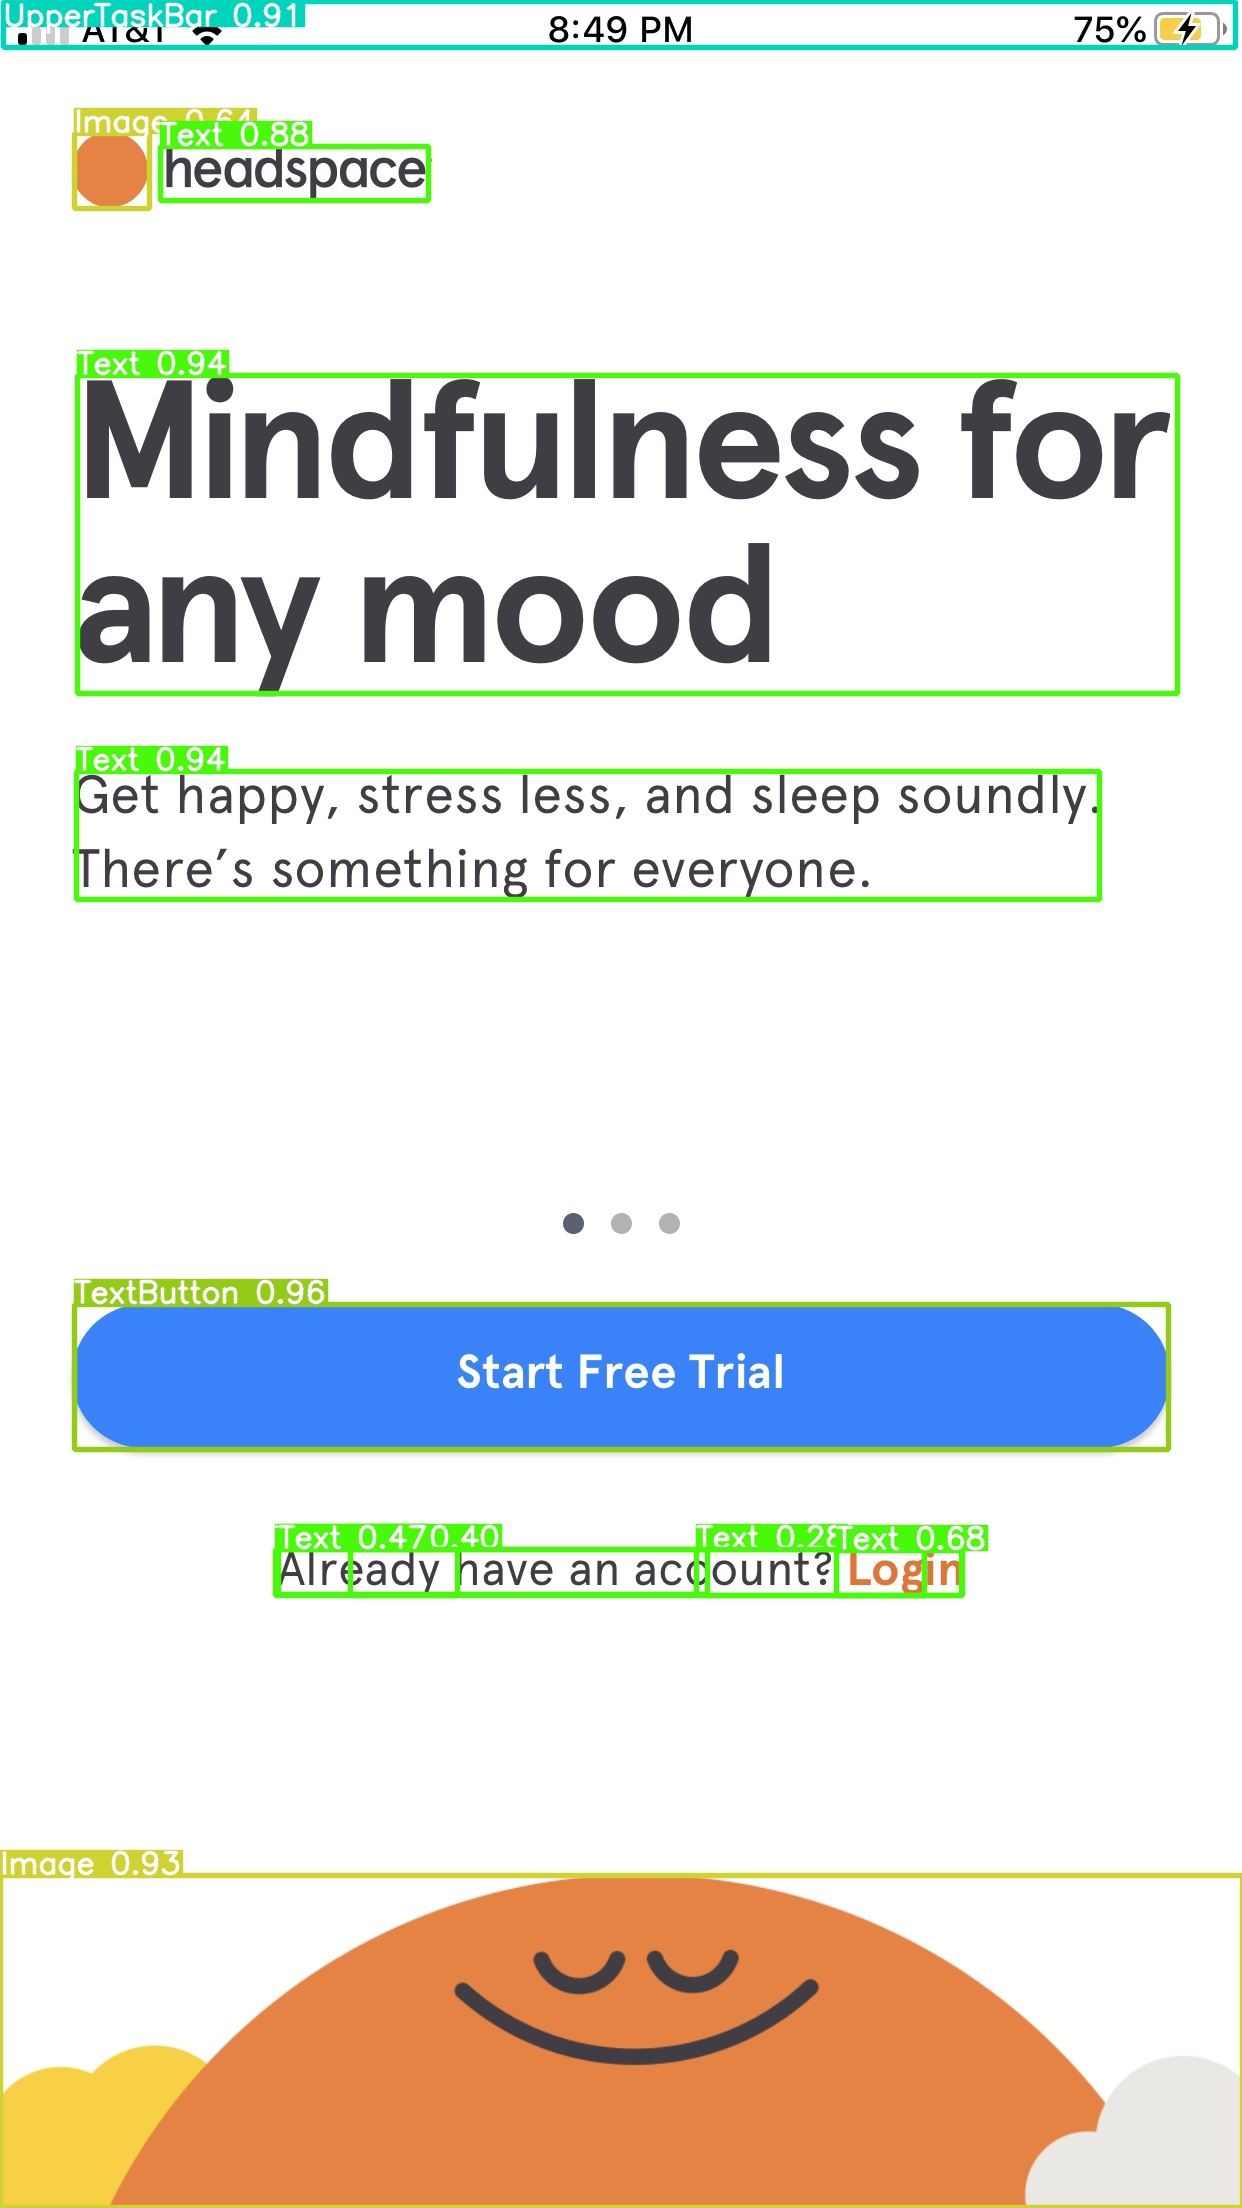 UpperTaskBar 0.91
AT&T 8:49 PM 75%
Image 0.64
Text 0.88
headspace
Text 0.94
Mindfulness for
any mood
Text 0.94
Get happy, stress less, and sleep soundly.
There’s something for everyone.
TextButton 0.96
Start Free Trial
Text 0.47 0.40 Text 0.28 Text 0.68
Already have an account? Login
Image 0.93